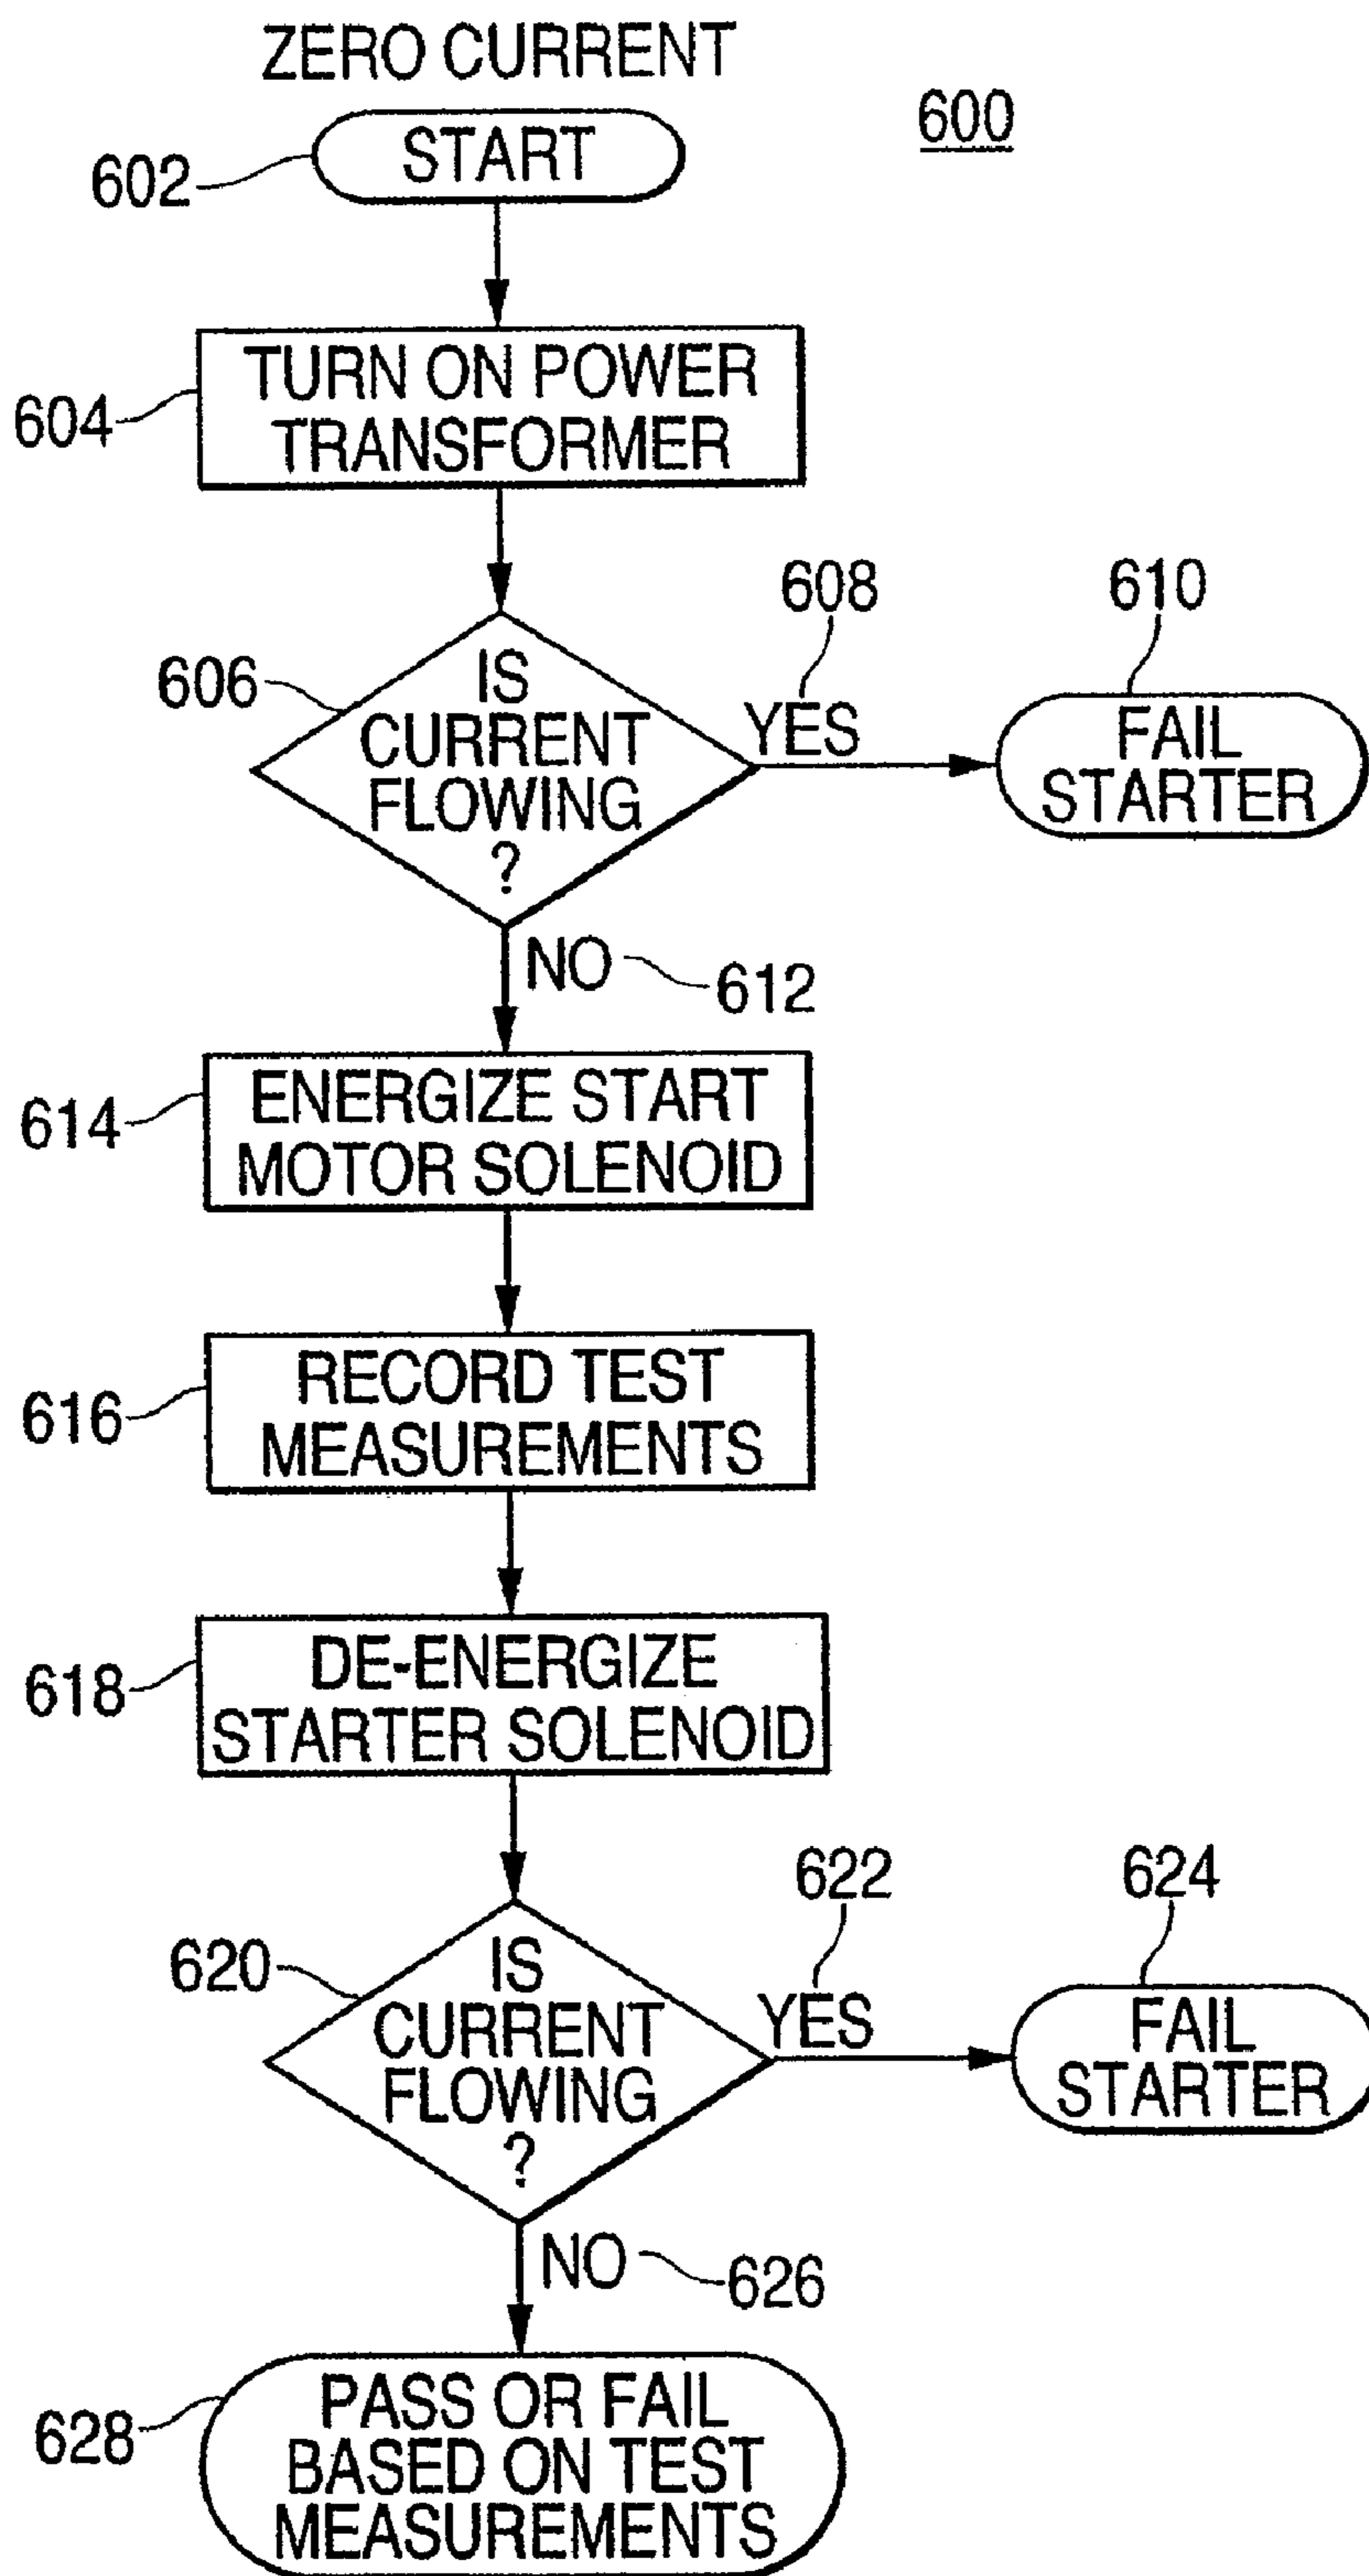 ZERO CURRENT
600
START
602
TURN ON POWER
TRANSFORMER
604
606
IS
CURRENT
FLOWING
?
608
YES
610
FAIL
STARTER
NO
612
614
ENERGIZE START
MOTOR SOLENOID
616
RECORD TEST
MEASUREMENTS
618
DE-ENERGIZE
STARTER SOLENOID
620
IS
CURRENT
FLOWING
?
622
YES
624
FAIL
STARTER
NO
626
628
PASS OR FAIL
BASED ON TEST
MEASUREMENTS